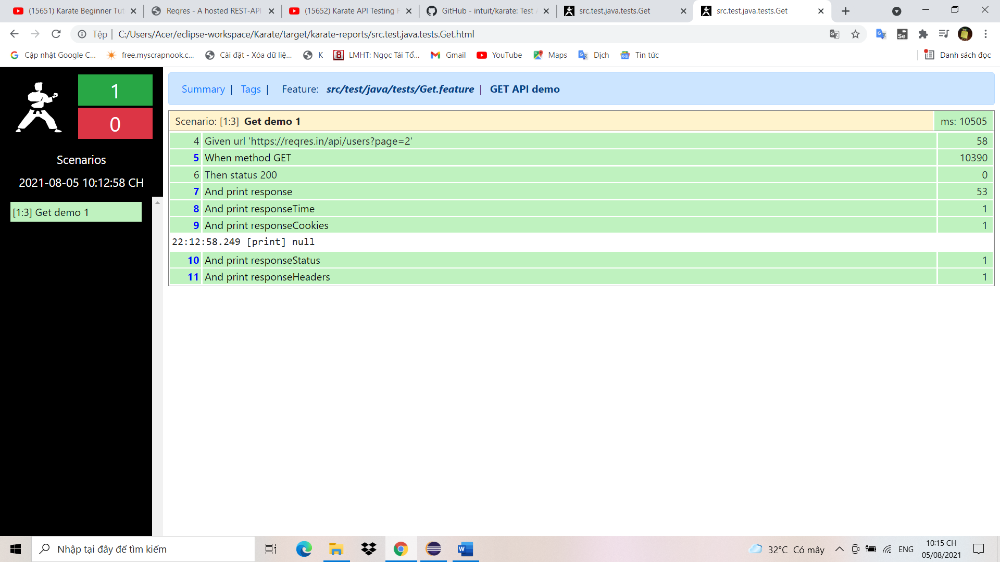 (15651) Karate Beginner Tut
Reqres - A hosted REST-API
(15652) Karate API Testing F
GitHub - intuit/karate: Test A
src.test.java.tests.Get
src.test.java.tests.Get
Tệp | C:/Users/Acer/eclipse-workspace/Karate/target/karate-reports/src.test.java.tests.Get.html
Cập nhật Google C...
free.myscrapnook.c...
Cài đặt - Xóa dữ liệ...
K
8
LMHT: Ngọc Tái Tổ...
Gmail
YouTube
Maps
Dịch
Tin tức
Danh sách đọc
1
0
Scenarios
2021-08-05 10:12:58 CH
[1:3] Get demo 1
Summary | Tags | Feature: src/test/java/tests/Get.feature | GET API demo
Scenario: [1:3] Get demo 1 ms: 10505
4 Given url 'https://reqres.in/api/users?page=2' 58
5 When method GET 10390
6 Then status 200 0
7 And print response 53
8 And print responseTime 1
9 And print responseCookies 1
22:12:58.249 [print] null
10 And print responseStatus 1
11 And print responseHeaders 1
Nhập tại đây để tìm kiếm
32°C Có mây
ENG
10:15 CH
05/08/2021